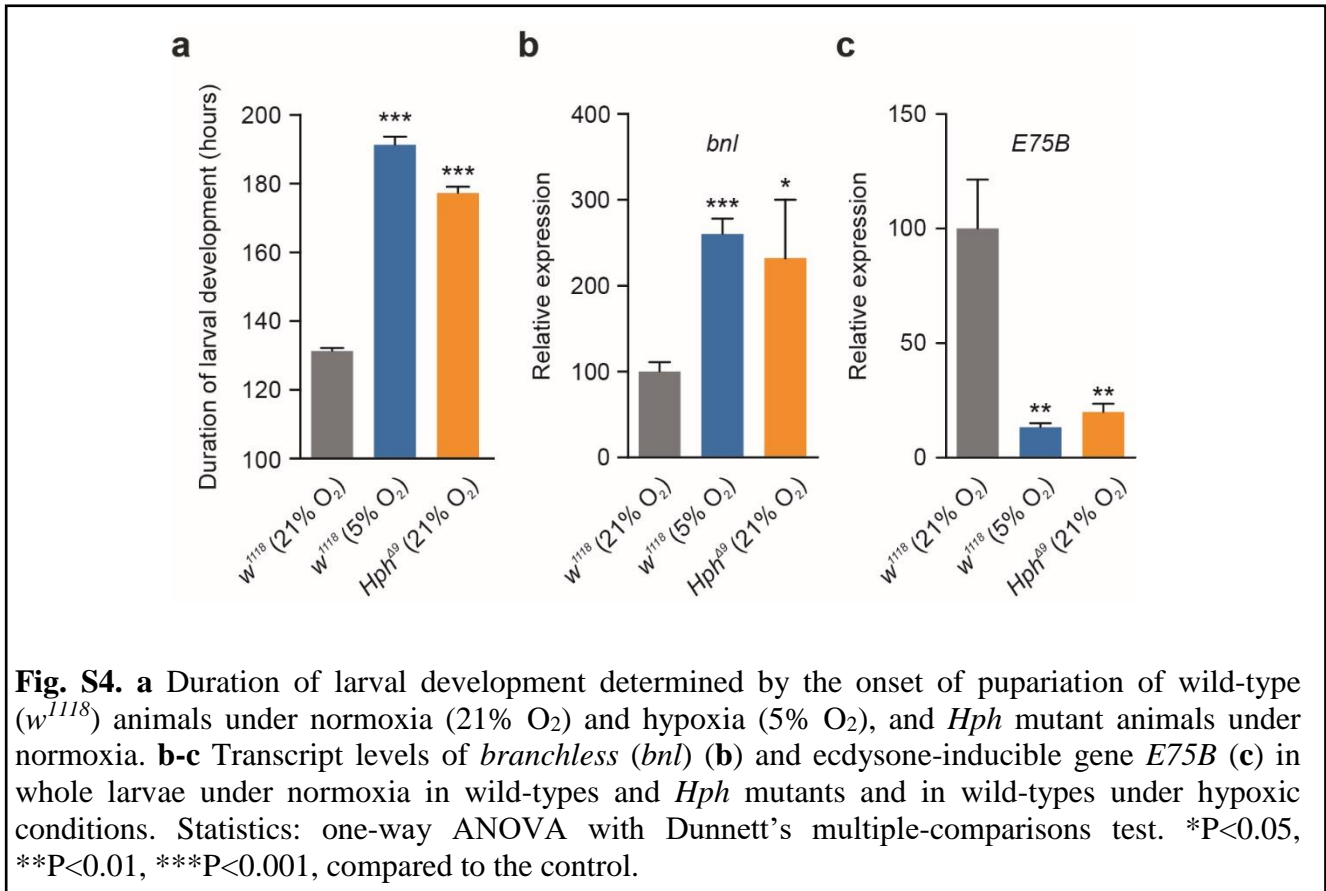 a
b
c
Duration of larval development (hours)
200
180
160
140
120
100
***
***
w¹¹¹⁸ (21% O₂)
w¹¹¹⁸ (5% O₂)
Hph^Δ9 (21% O₂)
Relative expression
400
300
200
100
0
bnl
***
*
w¹¹¹⁸ (21% O₂)
w¹¹¹⁸ (5% O₂)
Hph^Δ9 (21% O₂)
Relative expression
150
100
50
0
E75B
**
**
w¹¹¹⁸ (21% O₂)
w¹¹¹⁸ (5% O₂)
Hph^Δ9 (21% O₂)
Fig. S4. a Duration of larval development determined by the onset of pupariation of wild-type
(w¹¹¹⁸) animals under normoxia (21% O₂) and hypoxia (5% O₂), and Hph mutant animals under
normoxia. b-c Transcript levels of branchless (bnl) (b) and ecdysone-inducible gene E75B (c) in
whole larvae under normoxia in wild-types and Hph mutants and in wild-types under hypoxic
conditions. Statistics: one-way ANOVA with Dunnett's multiple-comparisons test. *P<0.05,
**P<0.01, ***P<0.001, compared to the control.